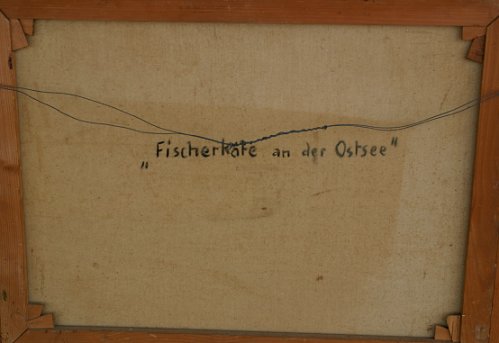 „Fischerkate an der Ostsee"